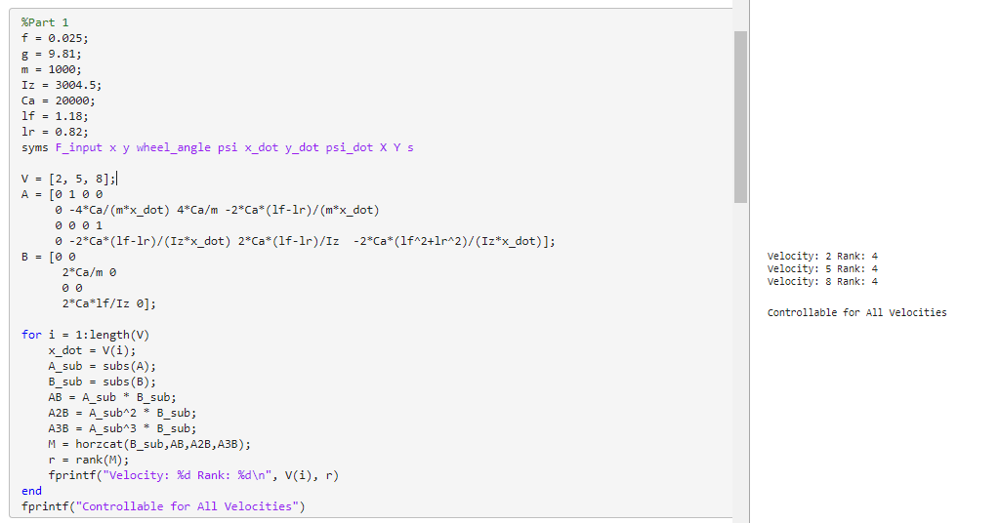 %Part 1
f = 0.025;
g = 9.81;
m = 1000;
Iz = 3004.5;
Ca = 20000;
lf = 1.18;
lr = 0.82;
syms F_input x y wheel_angle psi x_dot y_dot psi_dot X Y s
V = [2, 5, 8];
A = [0 1 0 0
0 -4*Ca/(m*x_dot) 4*Ca/m -2*Ca*(lf-lr)/(m*x_dot)
0 0 0 1
0 -2*Ca*(lf-lr)/(Iz*x_dot) 2*Ca*(lf-lr)/Iz  -2*Ca*(lf^2+lr^2)/(Iz*x_dot)];
B = [0 0
2*Ca/m 0
0 0
2*Ca*lf/Iz 0];
for i = 1:length(V)
x_dot = V(i);
A_sub = subs(A);
B_sub = subs(B);
AB = A_sub * B_sub;
A2B = A_sub^2 * B_sub;
A3B = A_sub^3 * B_sub;
M = horzcat(B_sub,AB,A2B,A3B);
r = rank(M);
fprintf("Velocity: %d Rank: %d\n", V(i), r)
end
fprintf("Controllable for All Velocities")
Velocity: 2 Rank: 4
Velocity: 5 Rank: 4
Velocity: 8 Rank: 4
Controllable for All Velocities